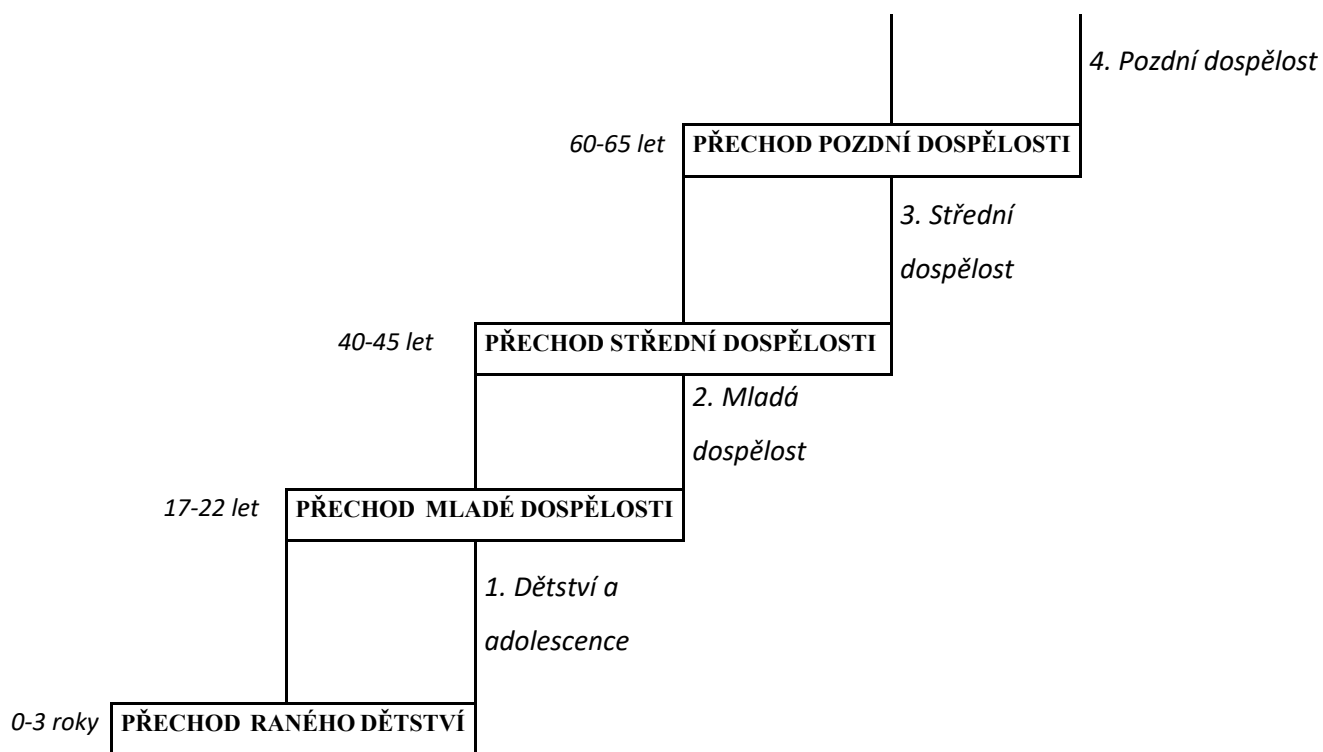 4. Pozdní dospělost
60-65 let
PŘECHOD POZDNÍ DOSPĚLOSTI
3. Střední
dospělost
40-45 let
PŘECHOD STŘEDNÍ DOSPĚLOSTI
2. Mladá
dospělost
17-22 let
PŘECHOD MLADÉ DOSPĚLOSTI
1. Dětství a
adolescence
0-3 roky
PŘECHOD RANÉHO DĚTSTVÍ